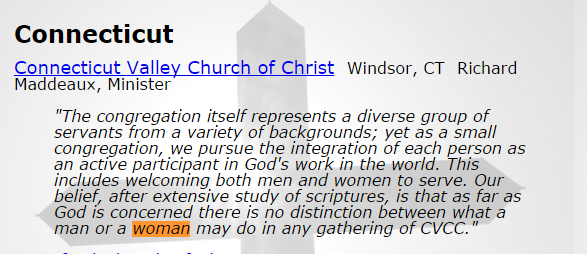 Connecticut
Connecticut Valley Church of Christ Windsor, CT Richard
Maddeaux, Minister
"The congregation itself represents a diverse group of
servants from a variety of backgrounds; yet as a small
congregation, we pursue the integration of each person as
an active participant in God's work in the world. This
includes welcoming both men and women to serve. Our
belief, after extensive study of scriptures, is that as far as
God is concerned there is no distinction between what a
man or a woman may do in any gathering of CVCC."